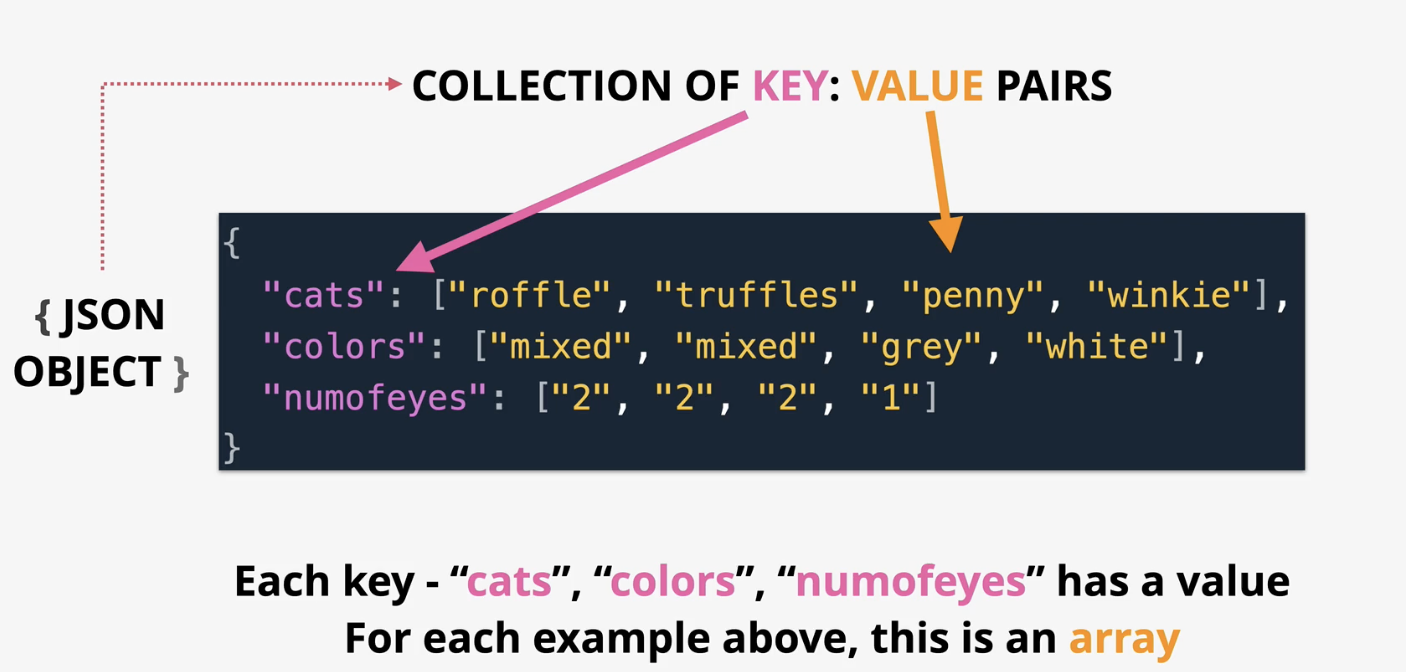 COLLECTION OF KEY: VALUE PAIRS
{ JSON
OBJECT }
{
"cats": ["roffle", "truffles", "penny", "winkie"],
"colors": ["mixed", "mixed", "grey", "white"],
"numofeyes": ["2", "2", "2", "1"]
}
Each key - “cats”, “colors”, “numofeyes” has a value
For each example above, this is an array